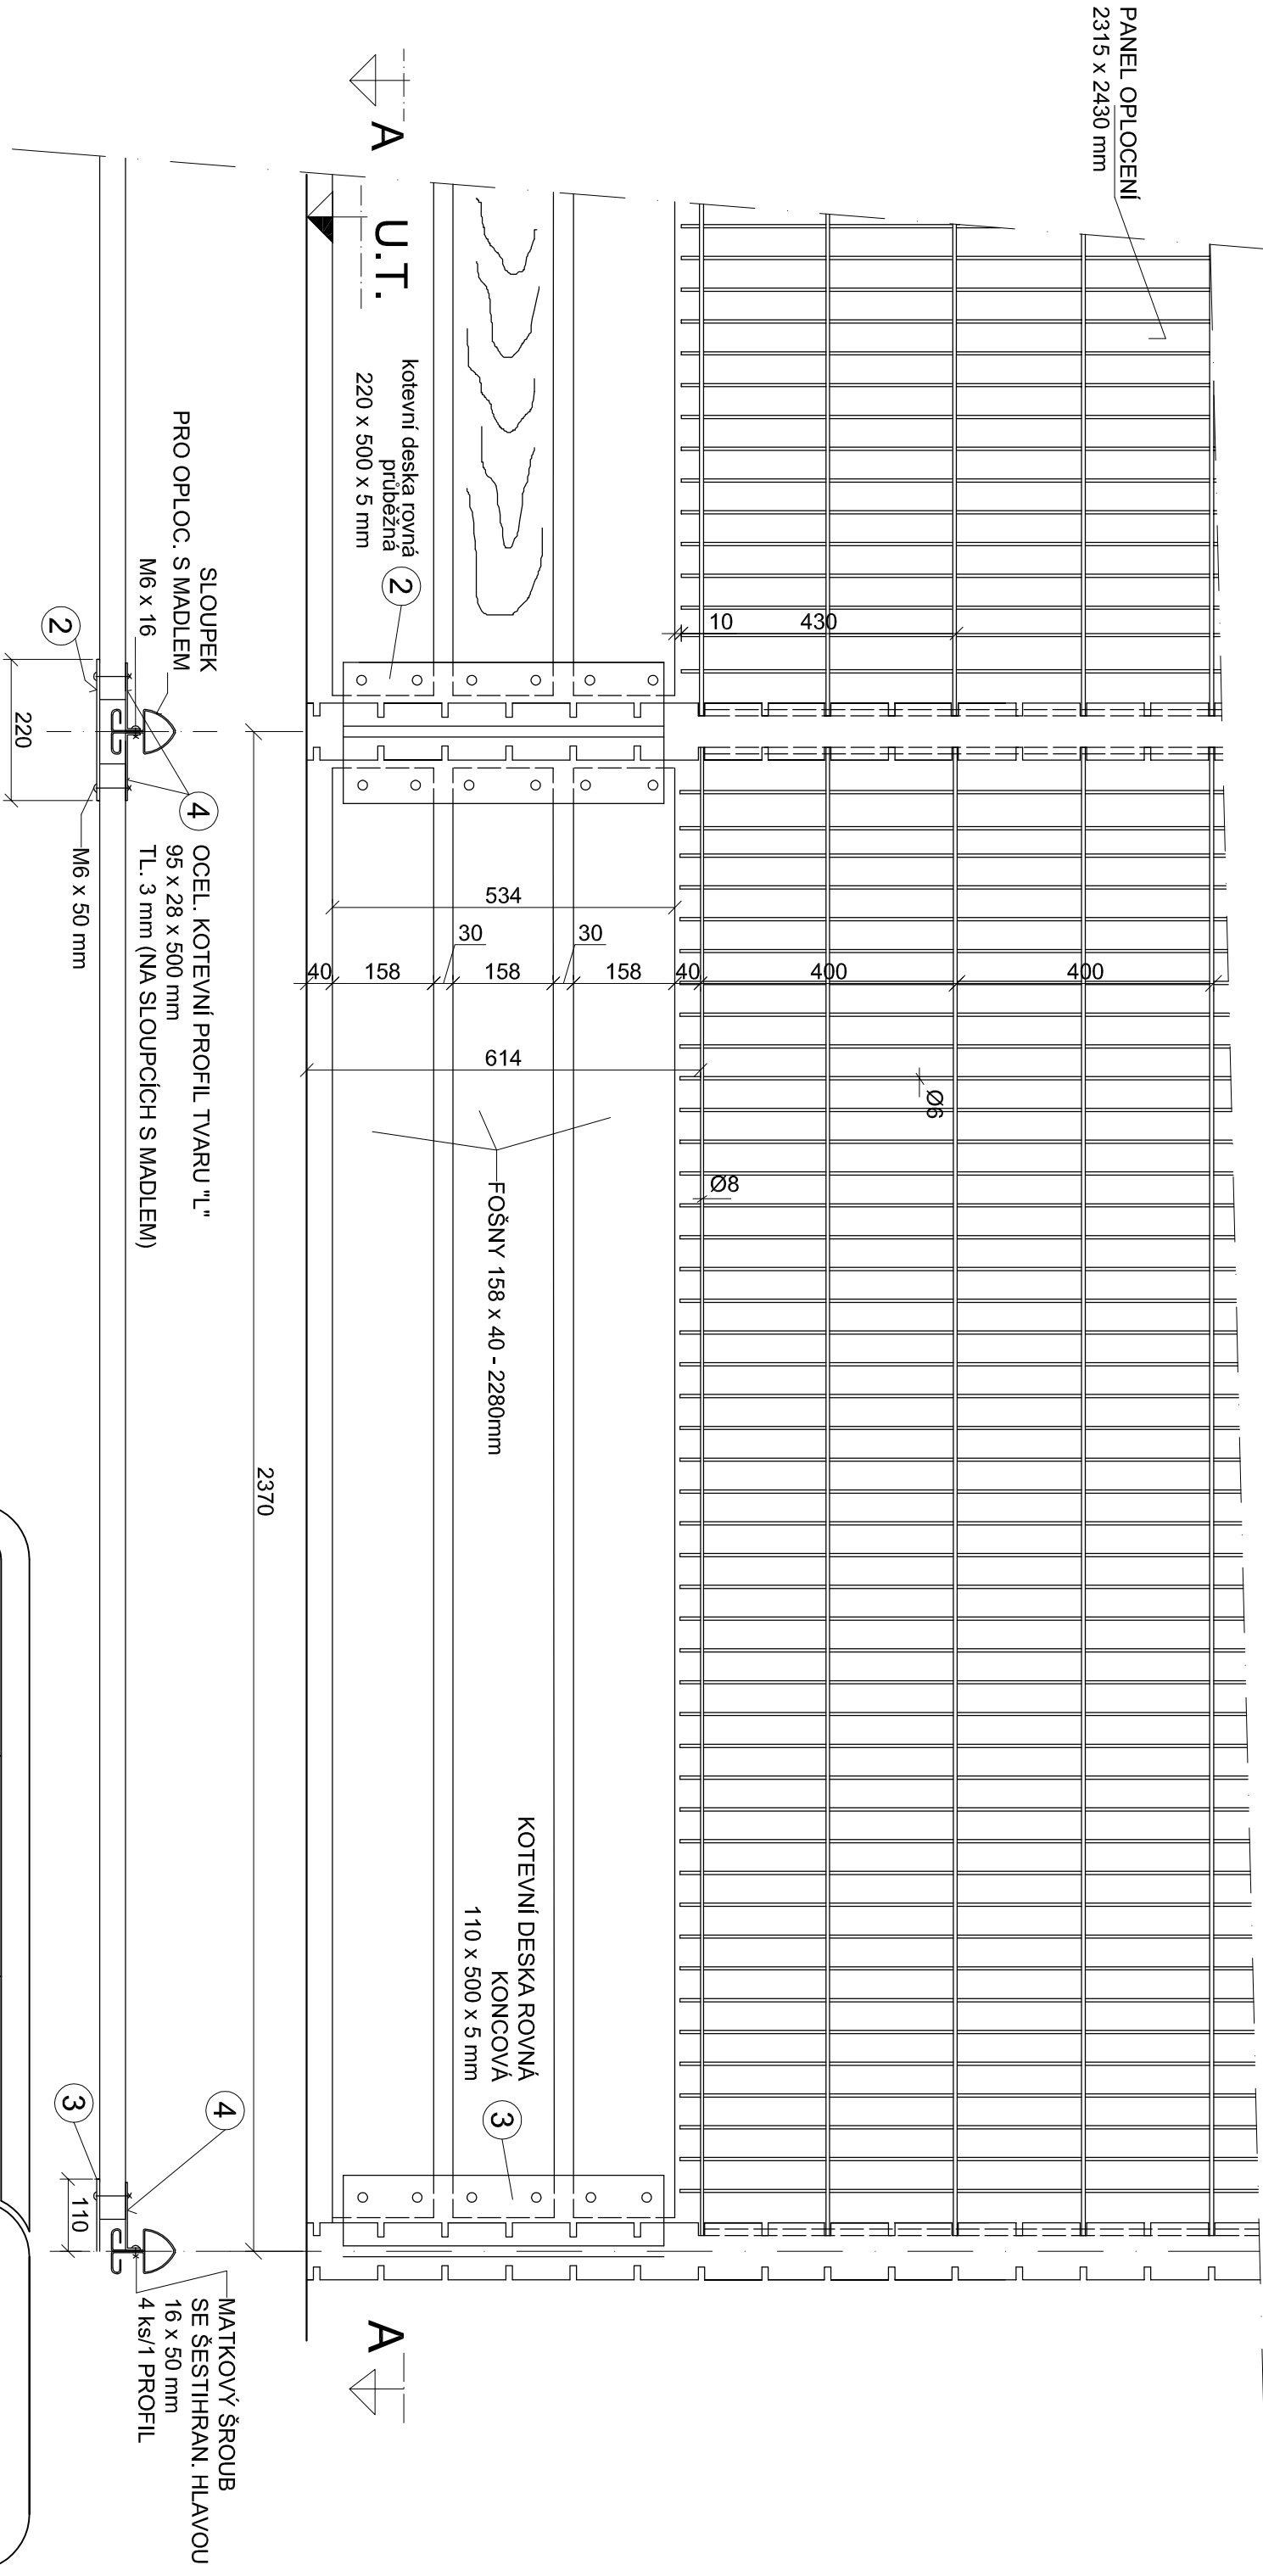 PANEL OPLOCENÍ
2315 x 2430 mm
A
U.T.
kotevní deska rovná
průběžná
220 x 500 x 5 mm
2
10
430
534
30
30
40
158
158
158
40
400
400
614
Ø6
Ø8
FOŠNY 158 x 40 - 2280mm
KOTEVNÍ DESKA ROVNÁ
KONCOVÁ
110 x 500 x 5 mm
3
A
2370
SLOUPEK
PRO OPLOC. S MADLEM
M6 x 16
2
220
4
OCEL. KOTEVNÍ PROFIL TVARU "L"
95 x 28 x 500 mm
TL. 3 mm (NA SLOUPCÍCH S MADLEM)
M6 x 50 mm
3
4
110
MATKOVÝ ŠROUB
SE ŠESTIHRAN. HLAVOU
16 x 50 mm
4 ks/1 PROFIL